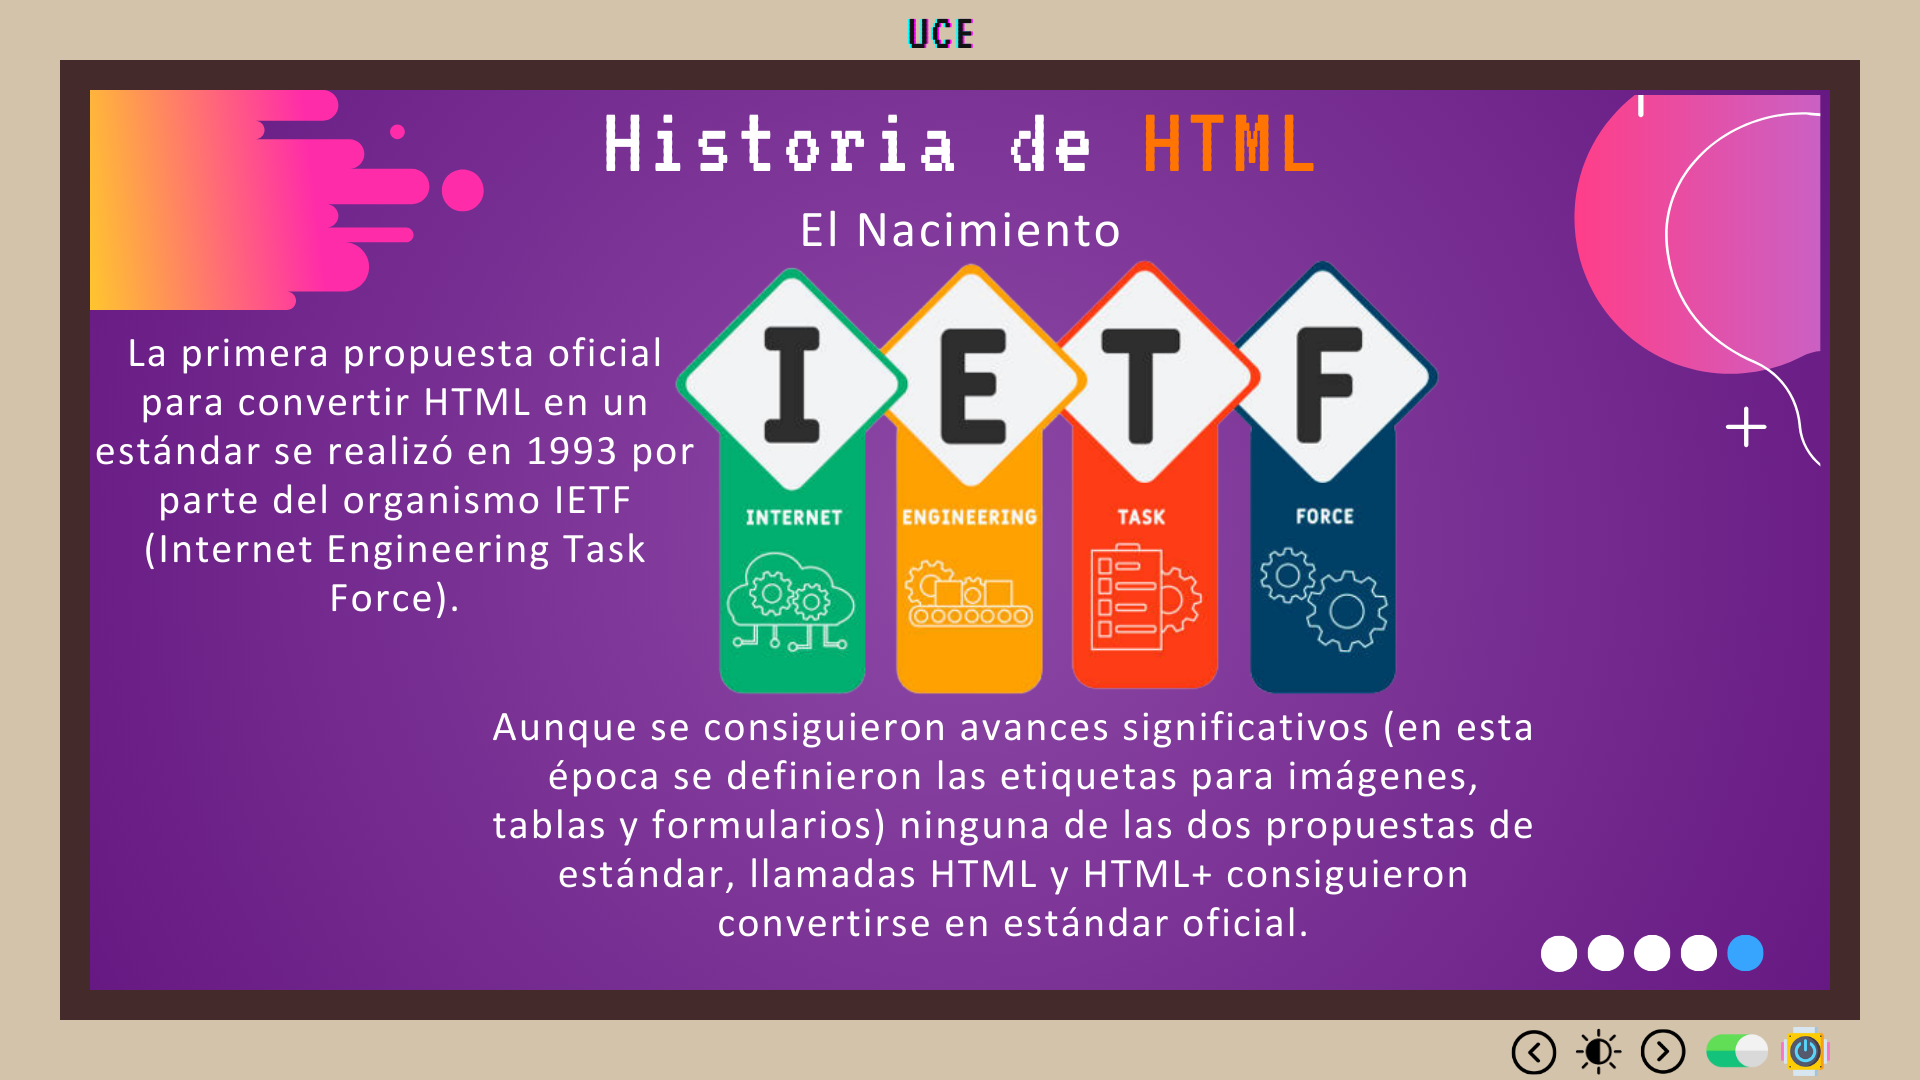 UCE
Historia de HTML
El Nacimiento
La primera propuesta oficial
para convertir HTML en un
estándar se realizó en 1993 por
parte del organismo IETF
(Internet Engineering Task
Force).
I E T F
INTERNET ENGINEERING TASK FORCE
Aunque se consiguieron avances significativos (en esta
época se definieron las etiquetas para imágenes,
tablas y formularios) ninguna de las dos propuestas de
estándar, llamadas HTML y HTML+ consiguieron
convertirse en estándar oficial.